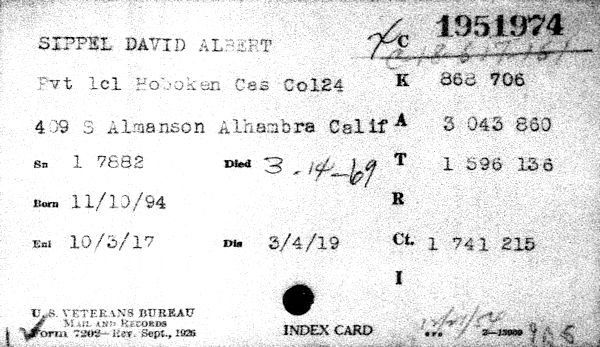 SIPPEL DAVID ALBERT C 1951974
Pvt 1cl Hoboken Cas Co124 K 868 706
409 S Almanson Alhambra Calif A 3 043 860
Sn 1 7882 Died 3-14-69 T 1 596 136
Born 11/10/94 R
Enl 10/3/17 Dis 3/4/19 Ct. 1 741 215
I
U.S. VETERANS BUREAU
MAIL AND RECORDS
Form 7202—Rev. Sept., 1926 INDEX CARD 2—13969